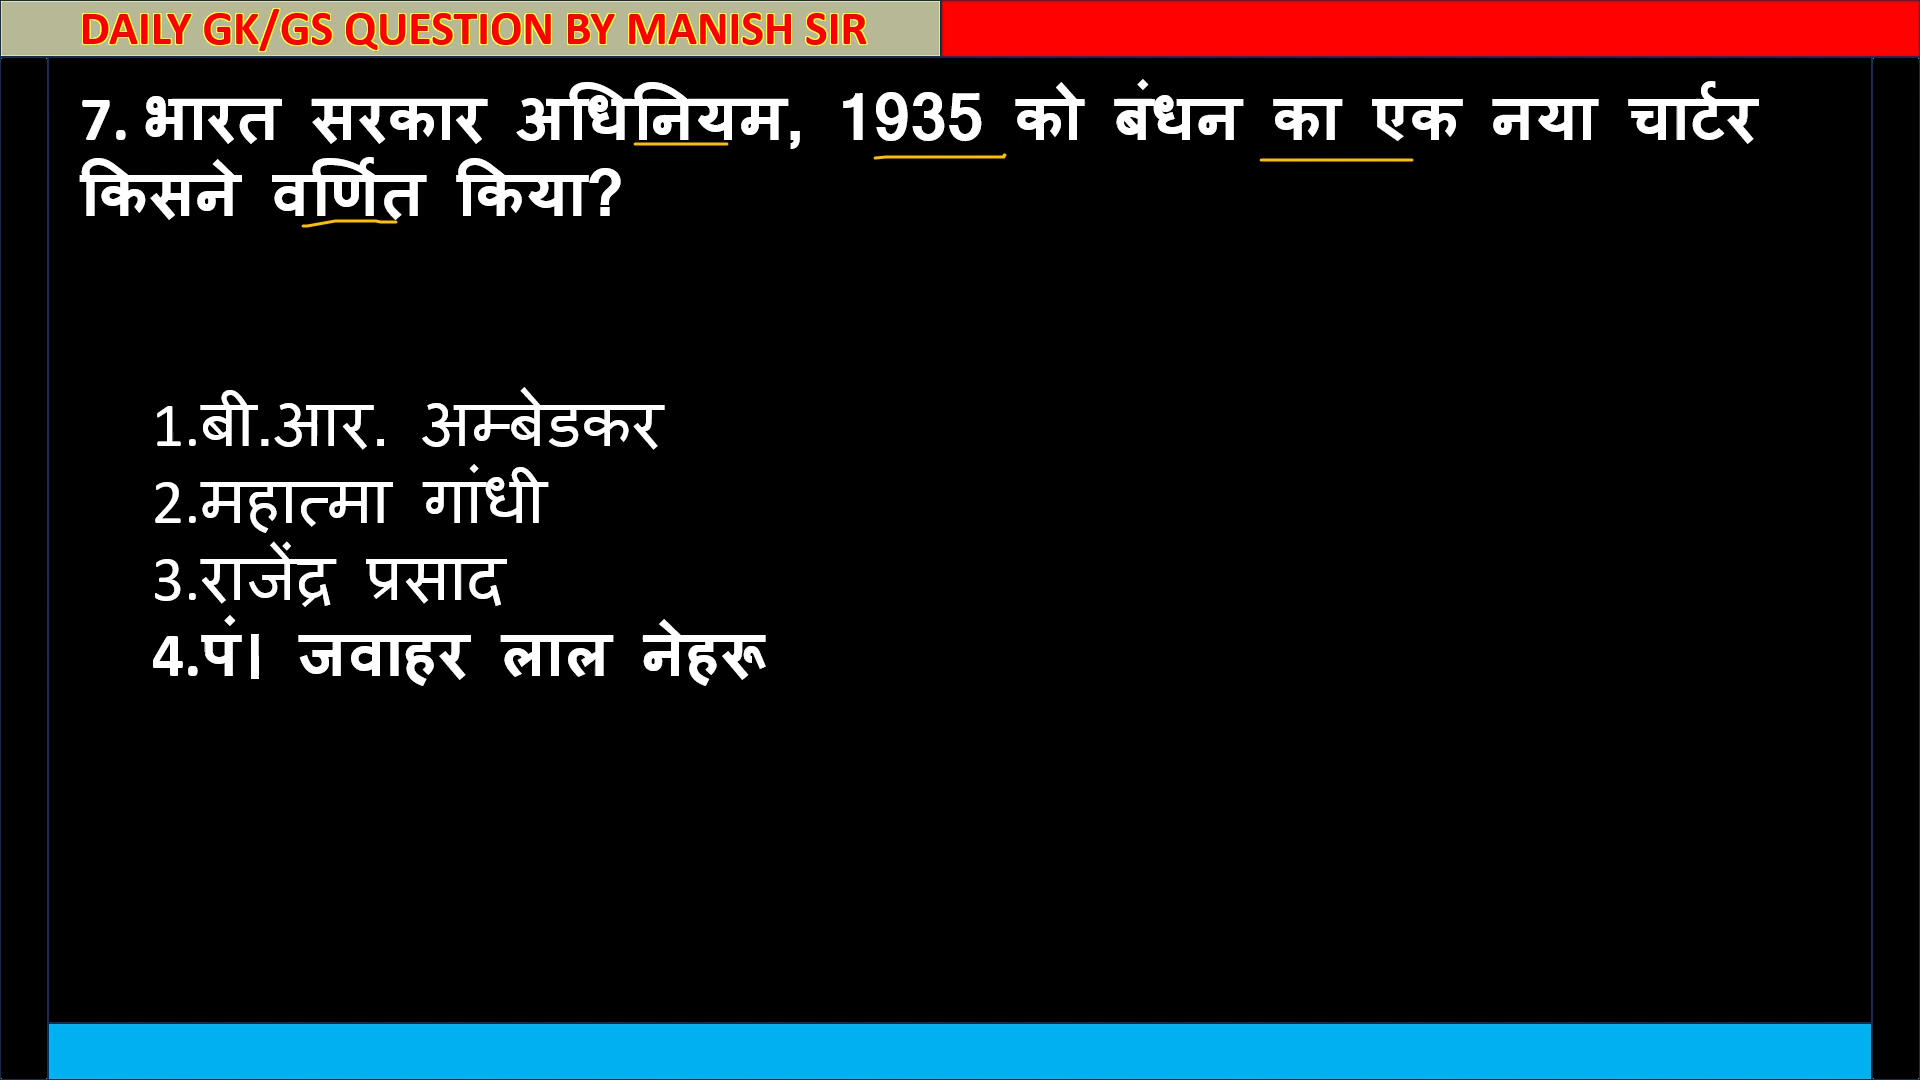 DAILY GK/GS QUESTION BY MANISH SIR
7. भारत सरकार अधिनियम, 1935 को बंधन का एक नया चार्टर
किसने वर्णित किया?
1.बी.आर. अम्बेडकर
2.महात्मा गांधी
3.राजेंद्र प्रसाद
4.पं। जवाहर लाल नेहरू